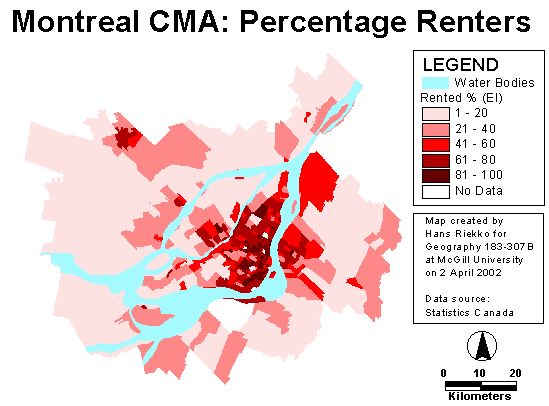 Montreal CMA: Percentage Renters
LEGEND
Water Bodies
Rented % (EI)
1 - 20
21 - 40
41 - 60
61 - 80
81 - 100
No Data
Map created by
Hans Riekko for
Geography 183-307B
at McGill University
on 2 April 2002
Data source:
Statistics Canada
0 10 20
Kilometers